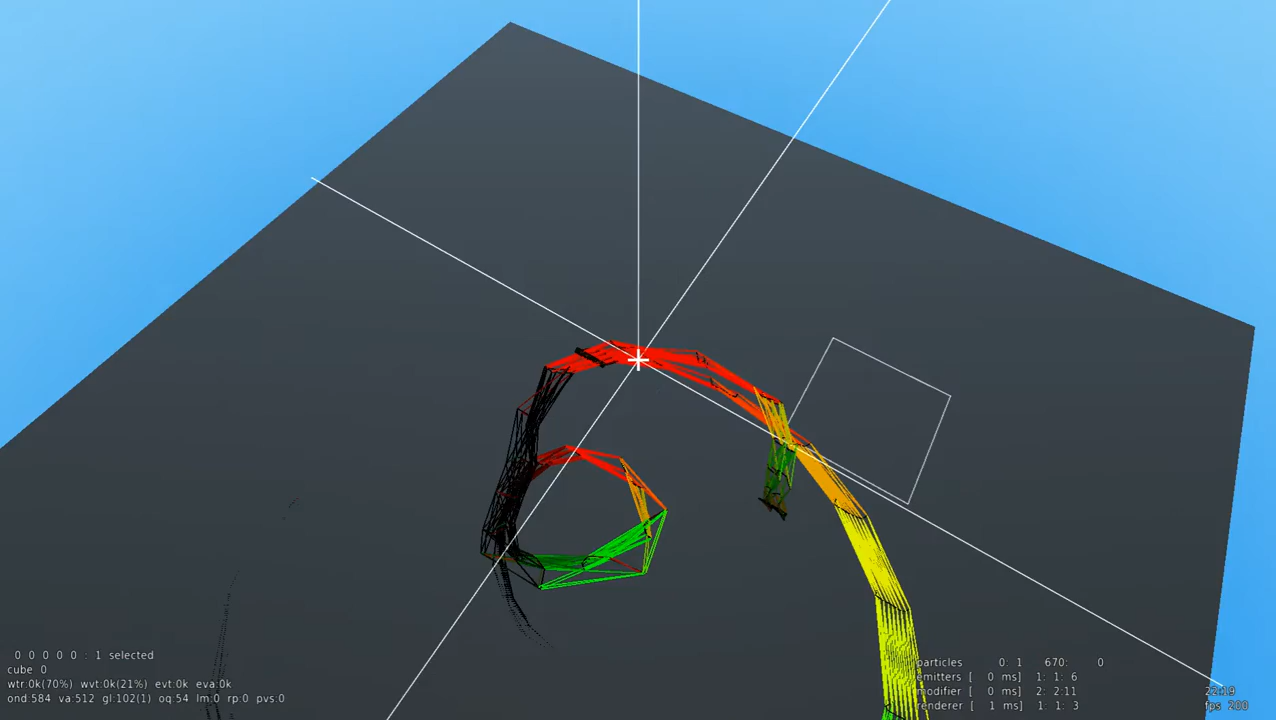 0 0 0 0 0 : 1 selected
cube 0
wtr:0k(70%) wvt:0k(21%) evt:0k eva:0k
ond:584 va:512 gl:102(1) oq:54 lm:0 rp:0 pvs:0
particles 0: 1 670: 0
emitters [ 0 ms] 1: 1: 6
modifier [ 0 ms] 2: 2:11
renderer [ 1 ms] 1: 1: 3
22:19
fps 200